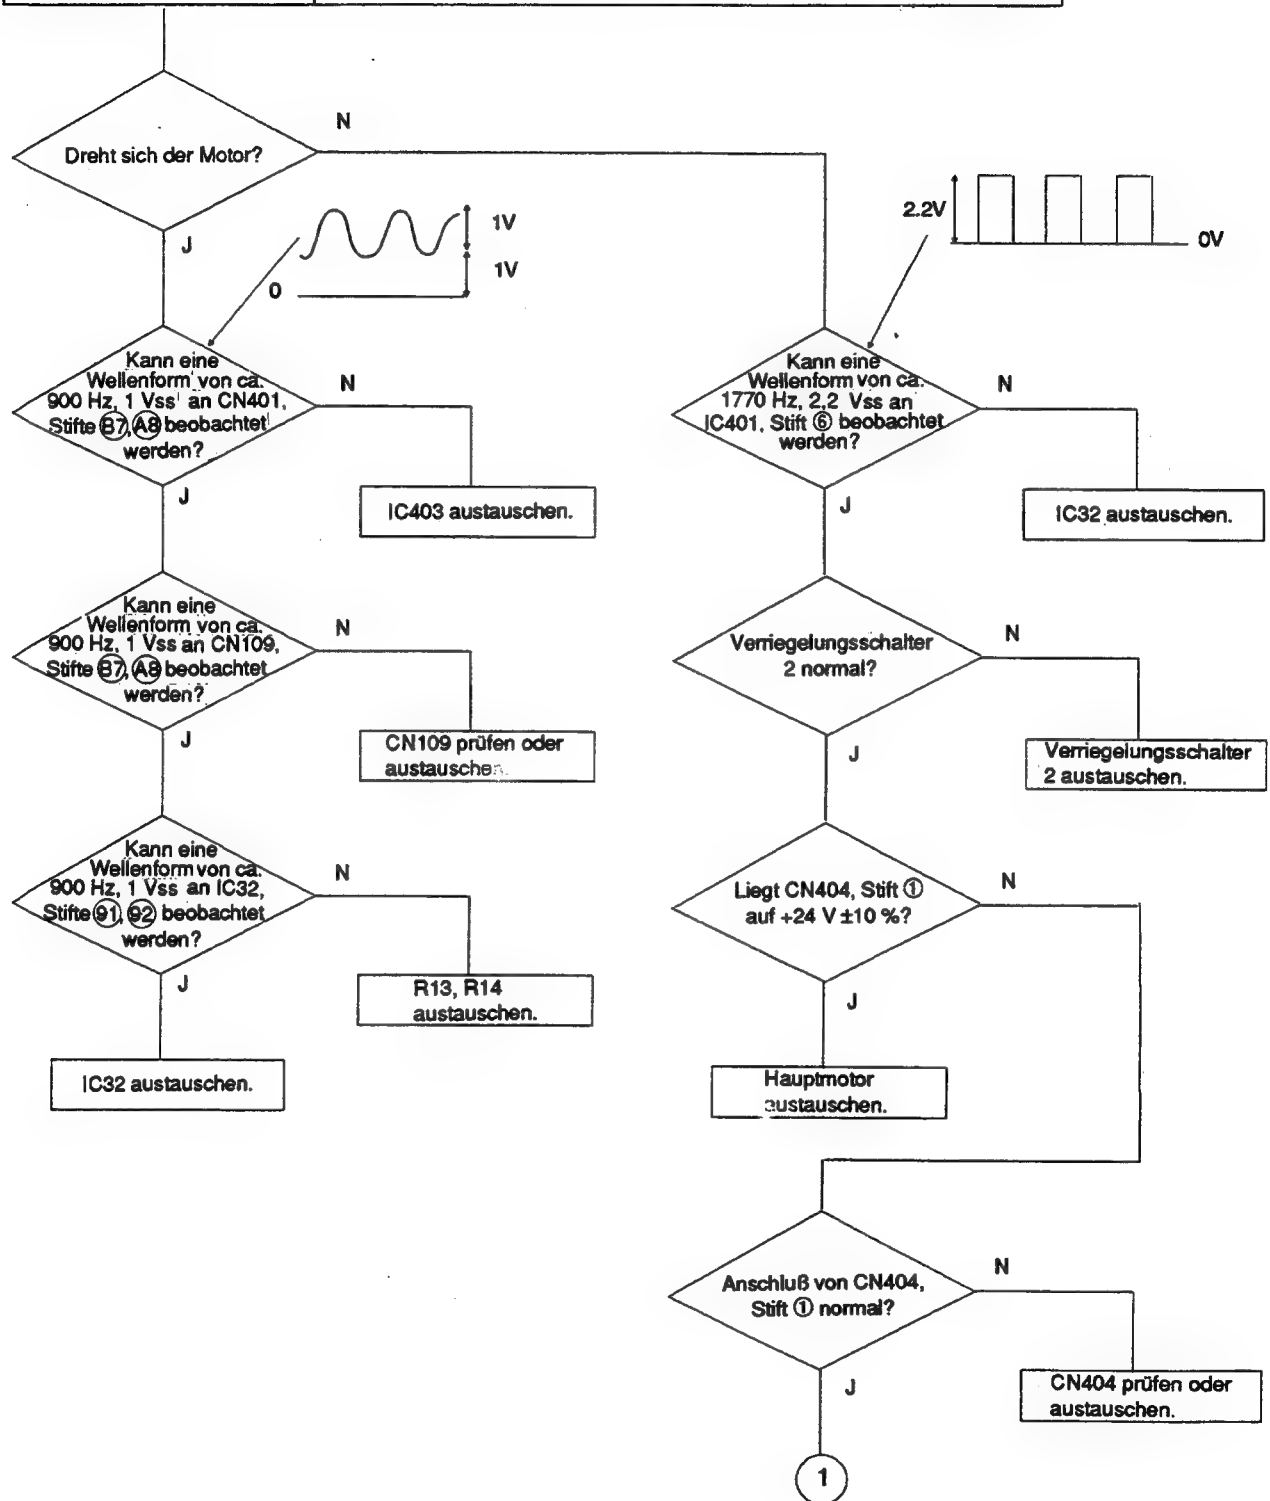 Dreht sich der Motor?
N
J
1V
1V
0
2.2V
0V
Kann eine
Wellenform von ca.
900 Hz, 1 Vss an CN401,
Stifte B7, A8 beobachtet
werden?
N
J
IC403 austauschen.
Kann eine
Wellenform von ca.
1770 Hz, 2,2 Vss an
IC401, Stift ⑥ beobachtet
werden?
N
J
IC32 austauschen.
Kann eine
Wellenform von ca.
900 Hz, 1 Vss an CN109,
Stifte B7, A8 beobachtet
werden?
N
J
CN109 prüfen oder
austauschen.
Verriegelungsschalter
2 normal?
N
J
Verriegelungsschalter
2 austauschen.
Kann eine
Wellenform von ca.
900 Hz, 1 Vss an IC32,
Stifte 91, 92 beobachtet
werden?
N
J
R13, R14
austauschen.
IC32 austauschen.
Liegt CN404, Stift ①
auf +24 V ±10 %?
N
J
Hauptmotor
austauschen.
Anschluß von CN404,
Stift ① normal?
N
J
CN404 prüfen oder
austauschen.
1